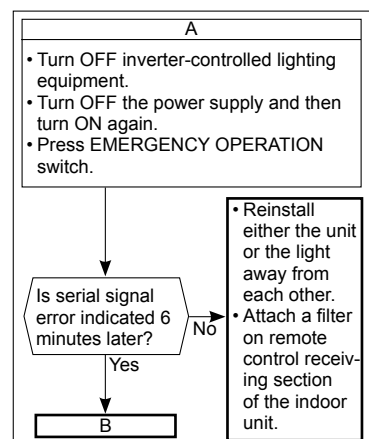 A
• Turn OFF inverter-controlled lighting
equipment.
• Turn OFF the power supply and then
turn ON again.
• Press EMERGENCY OPERATION
switch.
Is serial signal
error indicated 6
minutes later?
No
Yes
• Reinstall
either the unit
or the light
away from
each other.
• Attach a filter
on remote
control receiv-
ing section
of the indoor
unit.
B